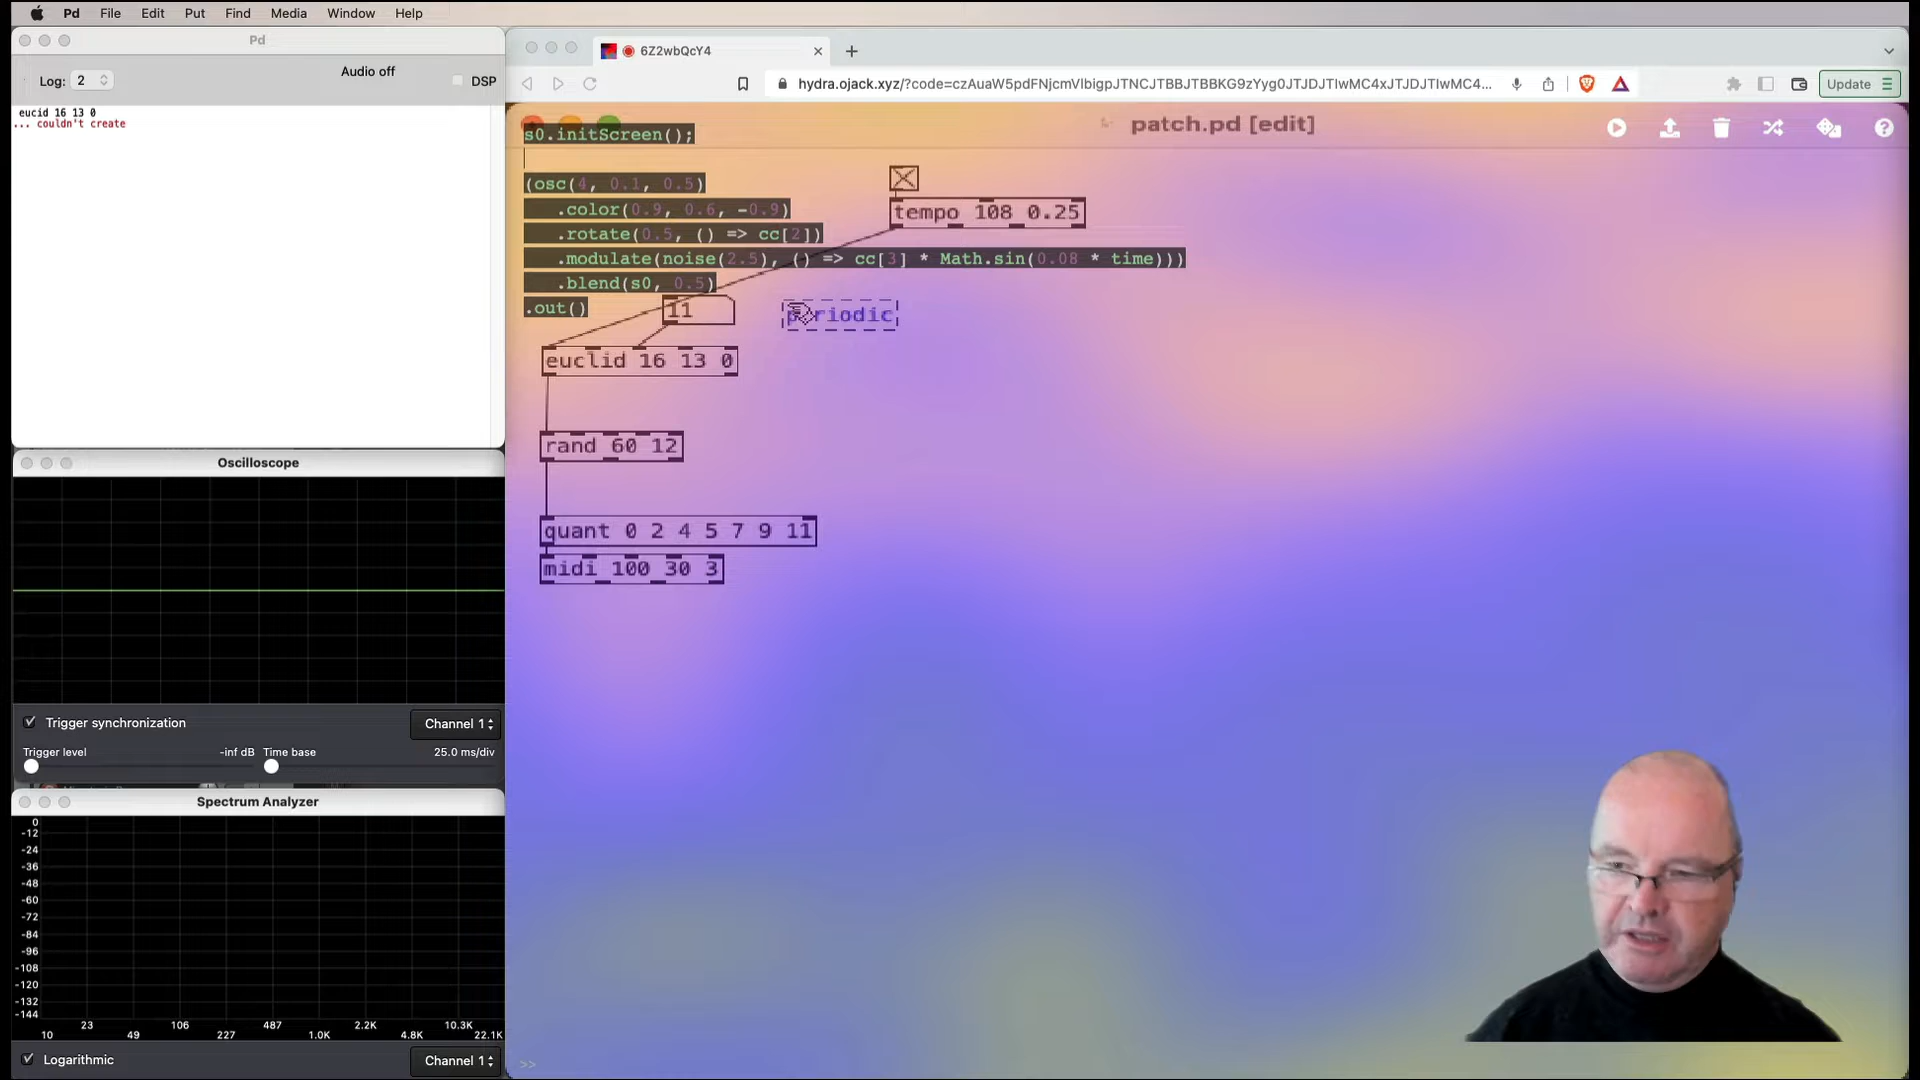 Pd File Edit Put Find Media Window Help
Pd
Log: 2
Audio off
DSP
eucid 16 13 0
... couldn't create
Oscilloscope
Trigger synchronization
Channel 1
Trigger level
-inf dB
Time base
25.0 ms/div
Spectrum Analyzer
0
-12
-24
-36
-48
-60
-72
-84
-96
-108
-120
-132
-144
10 23 49 106 227 487 1.0K 2.2K 4.8K 10.3K 22.1K
Logarithmic
Channel 1
6Z2wbQcY4
hydra.ojack.xyz/?code=czAuaW5pdFNjcmVlbigpJTNCJTBBJTBBKG9zYyg0JTJDJTIwMC4xJTJDJTIwMC4...
Update
patch.pd [edit]
s0.initScreen();
(osc(4, 0.1, 0.5)
.color(0.9, 0.6, -0.9)
.rotate(0.5, () => cc[2])
.modulate(noise(2.5), () => cc[3] * Math.sin(0.08 * time)))
.blend(s0, 0.5)
.out()
tempo 108 0.25
11
periodic
euclid 16 13 0
rand 60 12
quant 0 2 4 5 7 9 11
midi 100 30 3
>>